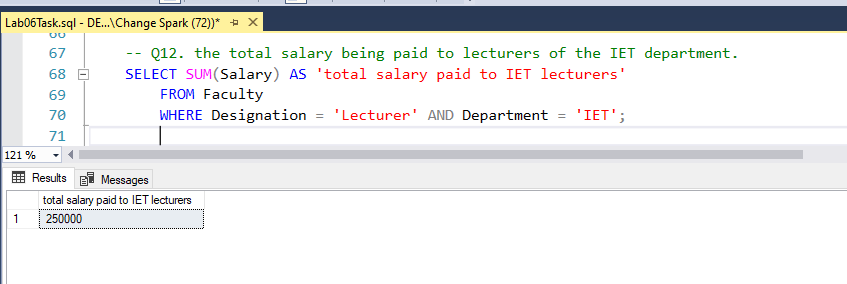 Lab06Task.sql - DE...\Change Spark (72))*
66
67 -- Q12. the total salary being paid to lecturers of the IET department.
68 SELECT SUM(Salary) AS 'total salary paid to IET lecturers'
69 FROM Faculty
70 WHERE Designation = 'Lecturer' AND Department = 'IET';
71
121 %
Results Messages
total salary paid to IET lecturers
1 250000